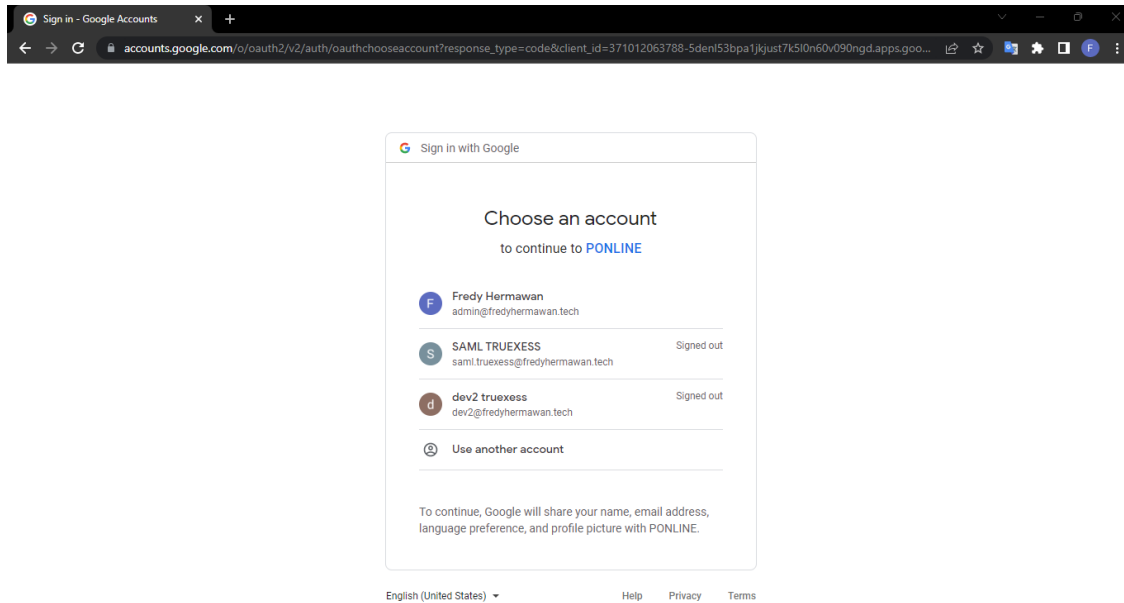 Sign in - Google Accounts
accounts.google.com/o/oauth2/v2/auth/oauthchooseaccount?response_type=code&client_id=371012063788-5denl53bpa1jkjust7k5l0n60v090ngd.apps.goo...
F
Sign in with Google
Choose an account
to continue to PONLINE
F
Fredy Hermawan
admin@fredyhermawan.tech
S
SAML TRUEXESS
Signed out
saml.truexess@fredyhermawan.tech
d
dev2 truexess
Signed out
dev2@fredyhermawan.tech
Use another account
To continue, Google will share your name, email address,
language preference, and profile picture with PONLINE.
English (United States)
Help Privacy Terms